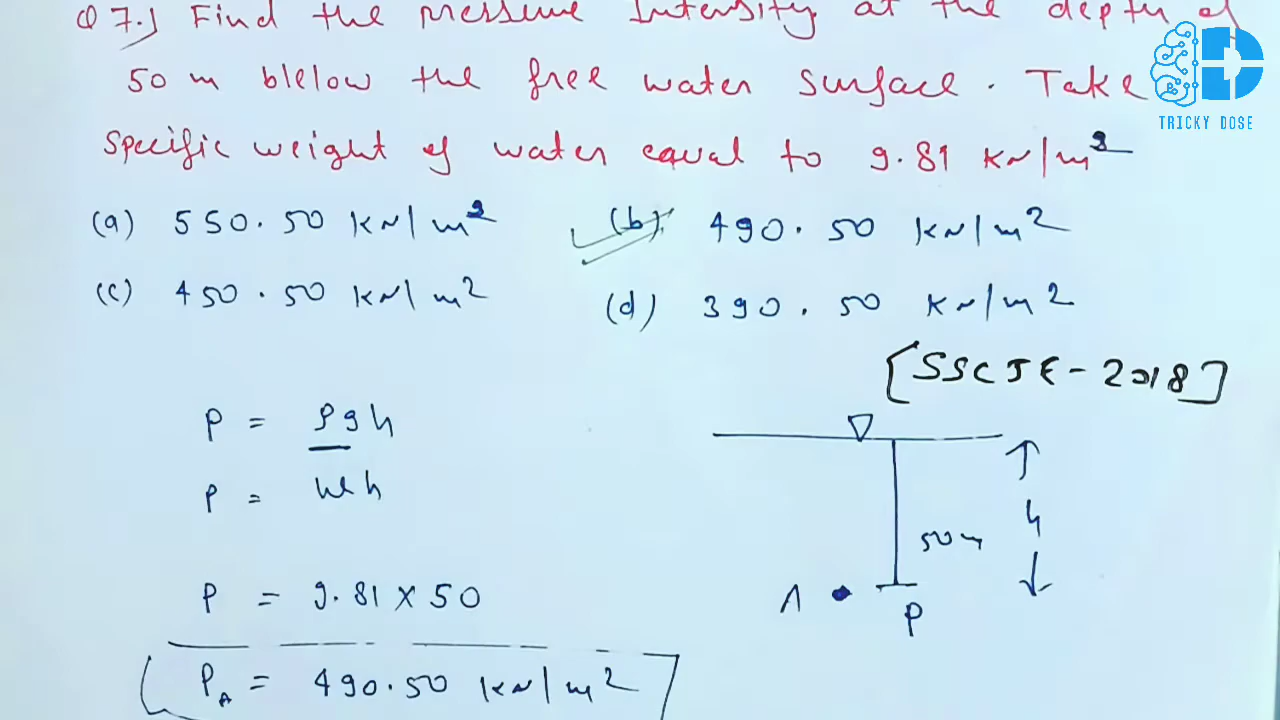 Q 7.) Find the pressure Intensity at the depth of
50 m blelow the free water surface. Take
specific weight of water equal to 9.81 kN/m3
(a) 550.50 kN/m2 (b) 490.50 kN/m2
(c) 450.50 kN/m2 (d) 390.50 kN/m2
[SSC JE-2018]
P = ρgh
P = wh
50m
h
P = 9.81 x 50
A
P
PA = 490.50 kN/m2
TRICKY DOSE